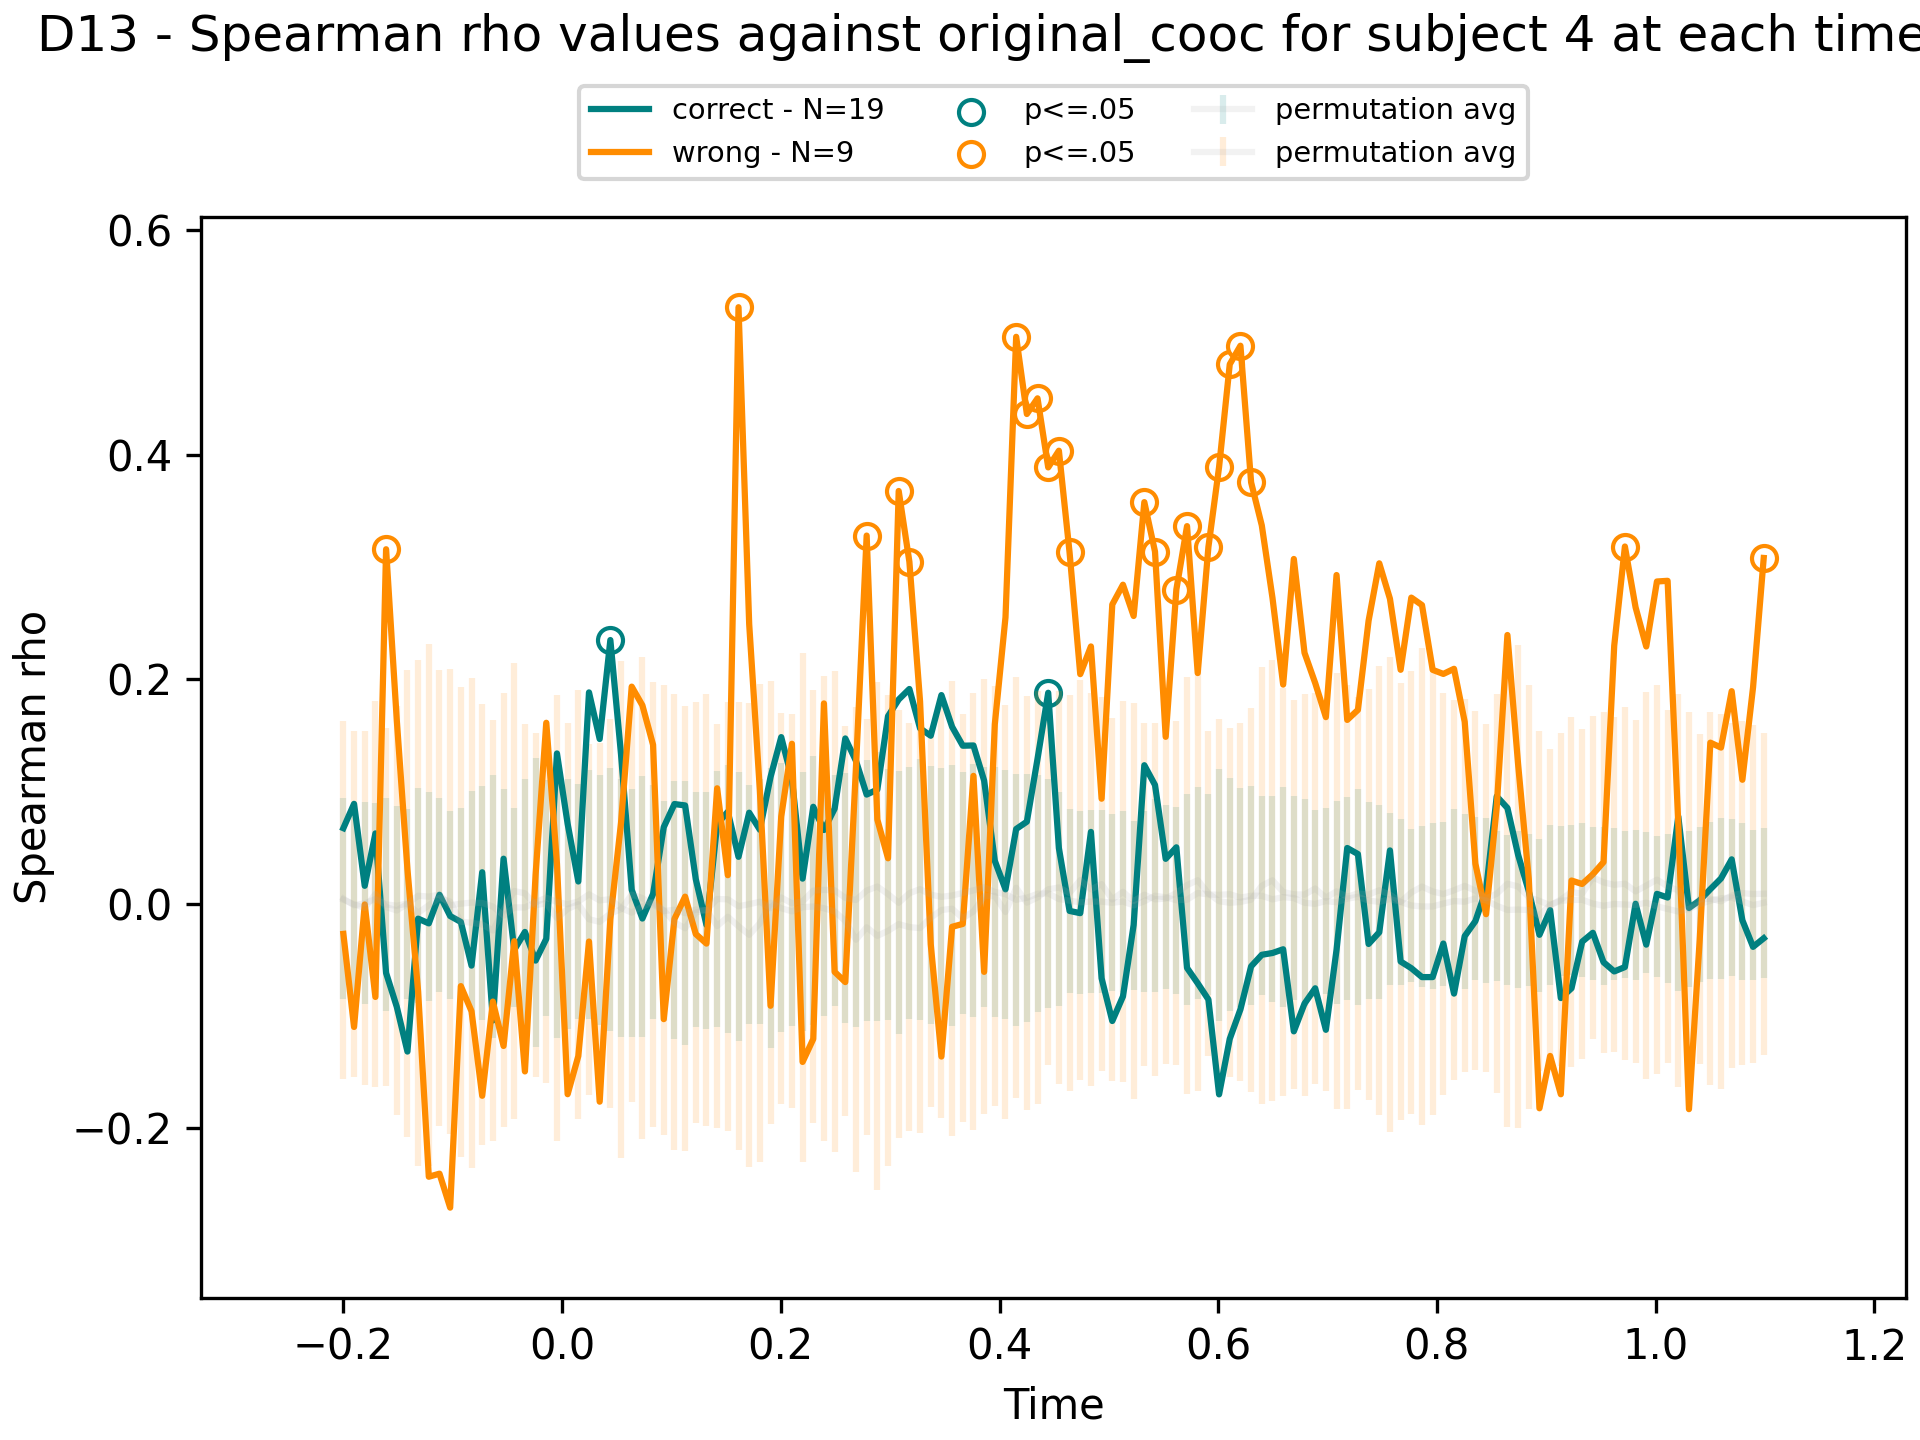 D13 - Spearman rho values against original_cooc for subject 4 at each time
correct - N=19
wrong - N=9
p<=.05
p<=.05
permutation avg
permutation avg
Spearman rho
0.6
0.4
0.2
0.0
−0.2
−0.2 0.0 0.2 0.4 0.6 0.8 1.0 1.2
Time